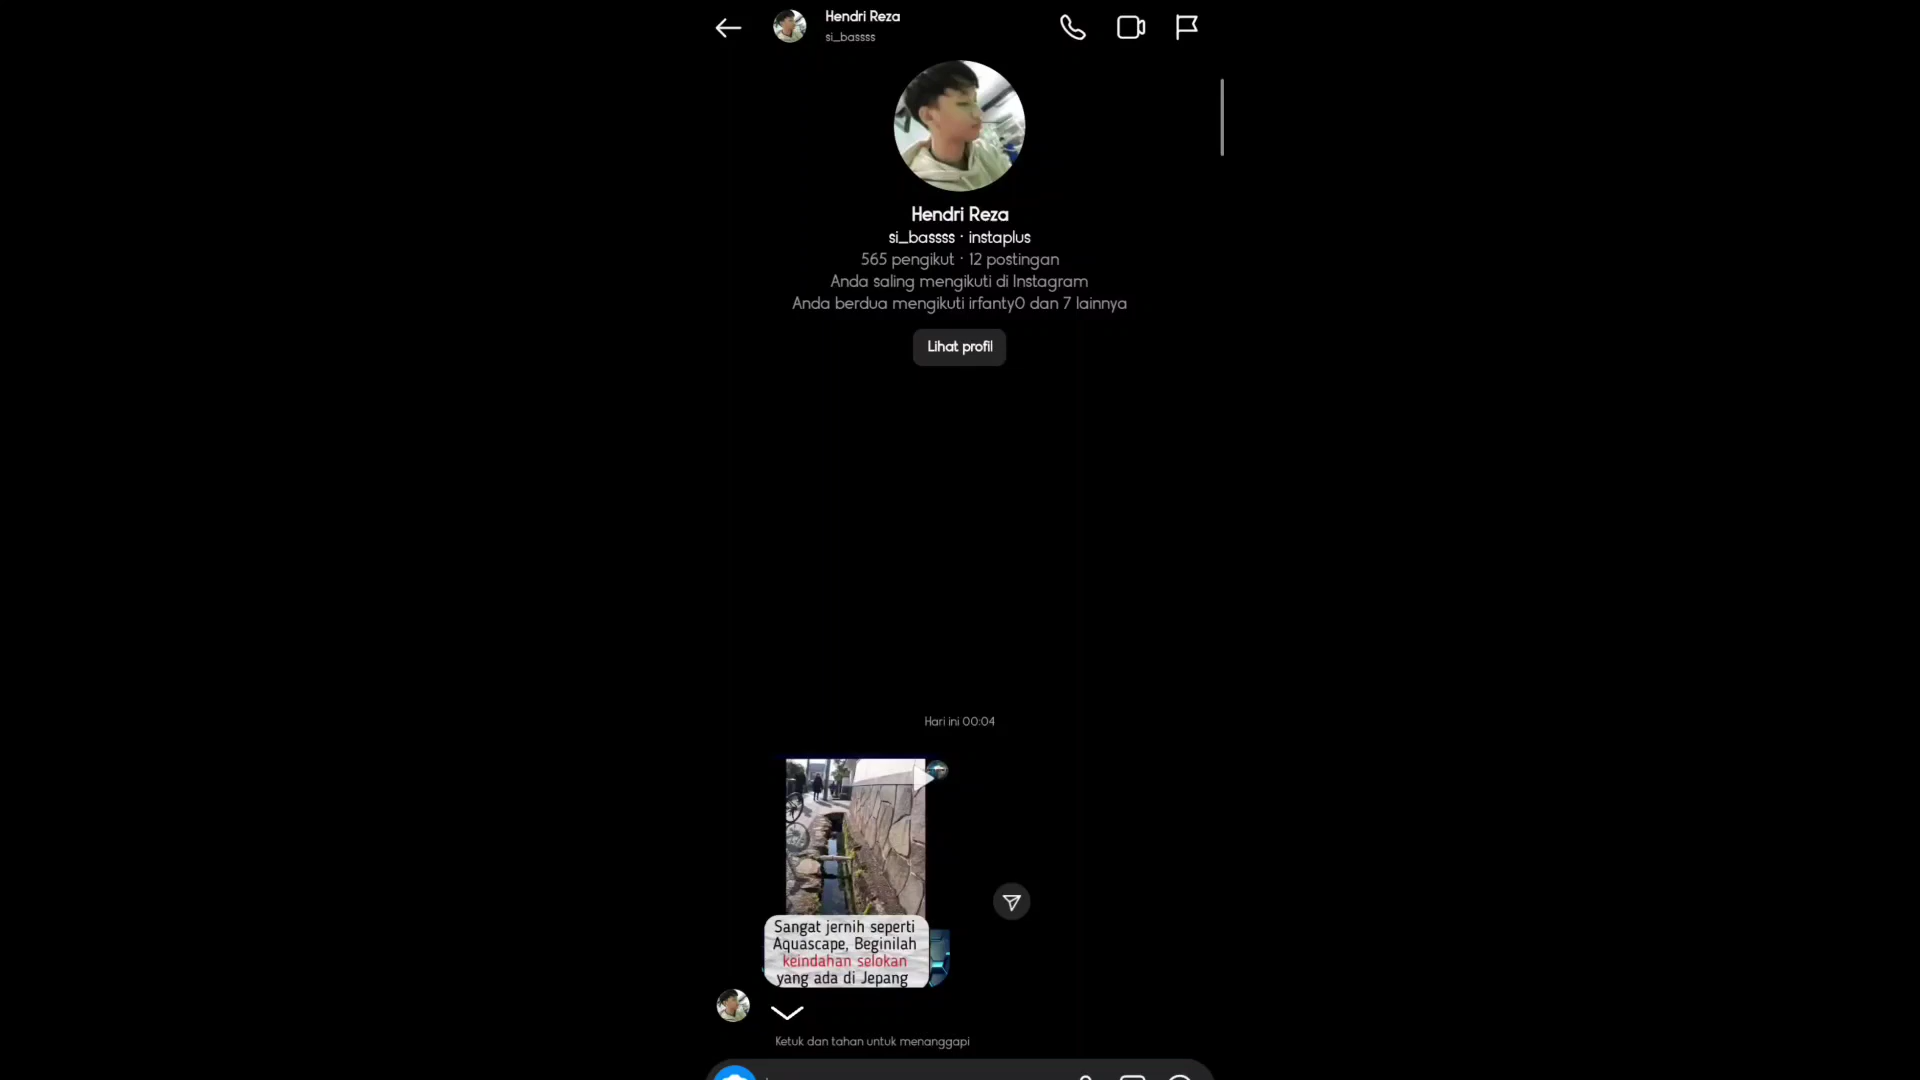 Hendri Reza
si_bassss
Hendri Reza
si_bassss · instaplus
565 pengikut · 12 postingan
Anda saling mengikuti di Instagram
Anda berdua mengikuti irfanty0 dan 7 lainnya
Lihat profil
Hari ini 00:04
Sangat jernih seperti
Aquascape, Beginilah
keindahan selokan
yang ada di Jepang
Ketuk dan tahan untuk menanggapi